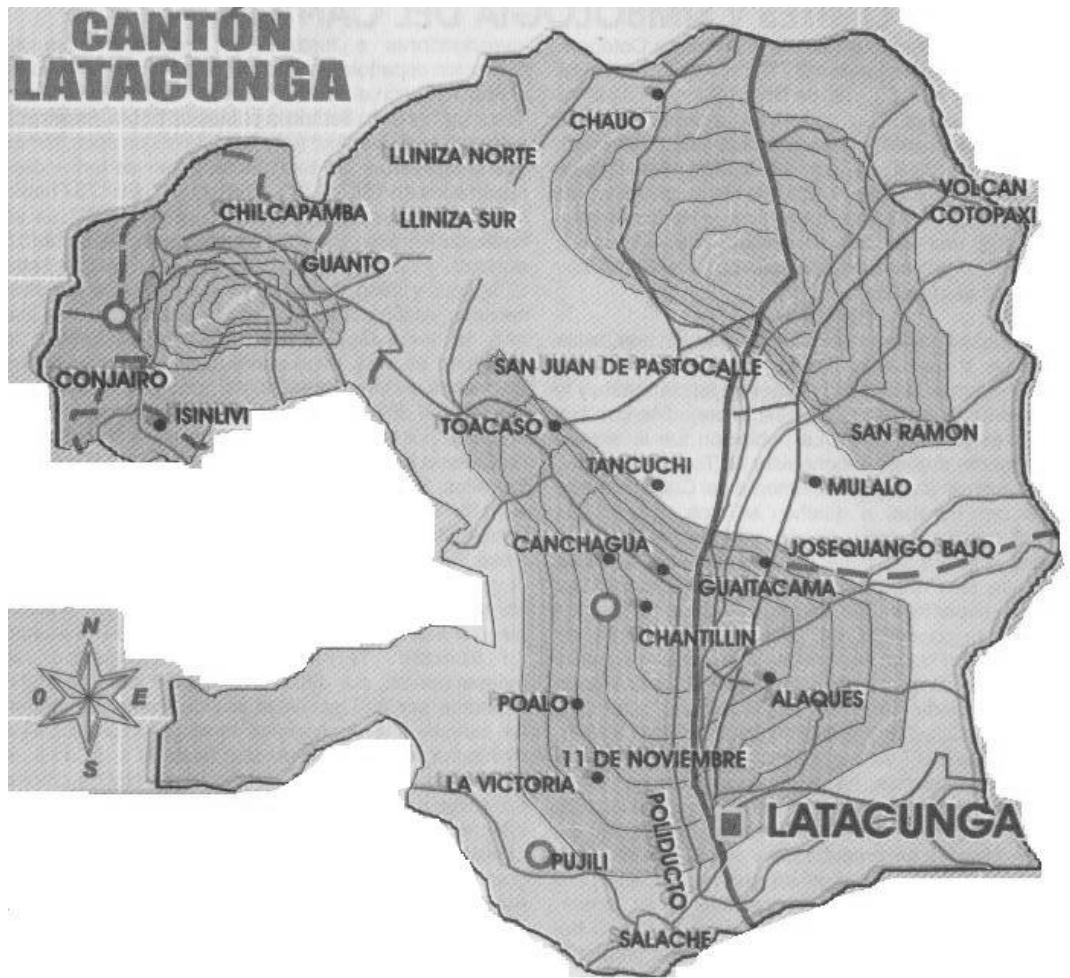 CANTÓN
LATACUNGA
CHAUO
LLINIZA NORTE
VOLCAN
COTOPAXI
CHILCAPAMBA
LLINIZA SUR
GUANTO
SAN JUAN DE PASTOCALLE
CONJAIRO
ISINLIVI
TOACASO
SAN RAMON
TANCUCHI
MULALO
CANCHAGUA
JOSEQUANGO BAJO
GUAITACAMA
CHANTILLIN
N
O E
S
POALO
ALAQUES
11 DE NOVIEMBRE
LA VICTORIA
POLIDUCTO
LATACUNGA
PUJILI
SALACHE